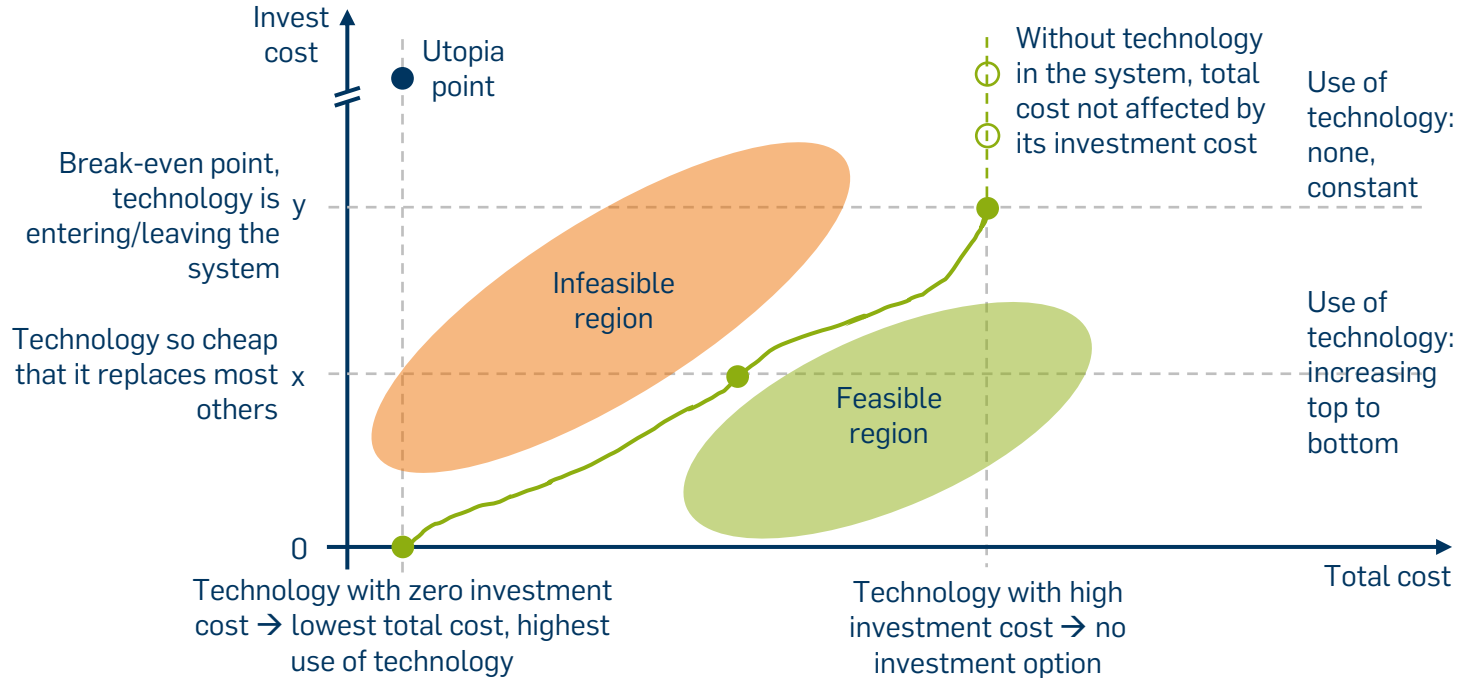 Invest
cost
Utopia
point
Without technology
in the system, total
cost not affected by
its investment cost
Use of
technology:
none,
constant
Break-even point,
technology is
entering/leaving the
system
y
Infeasible
region
Technology so cheap
that it replaces most
others
x
Feasible
region
Use of
technology:
increasing
top to
bottom
0
Total cost
Technology with zero investment
cost → lowest total cost, highest
use of technology
Technology with high
investment cost → no
investment option